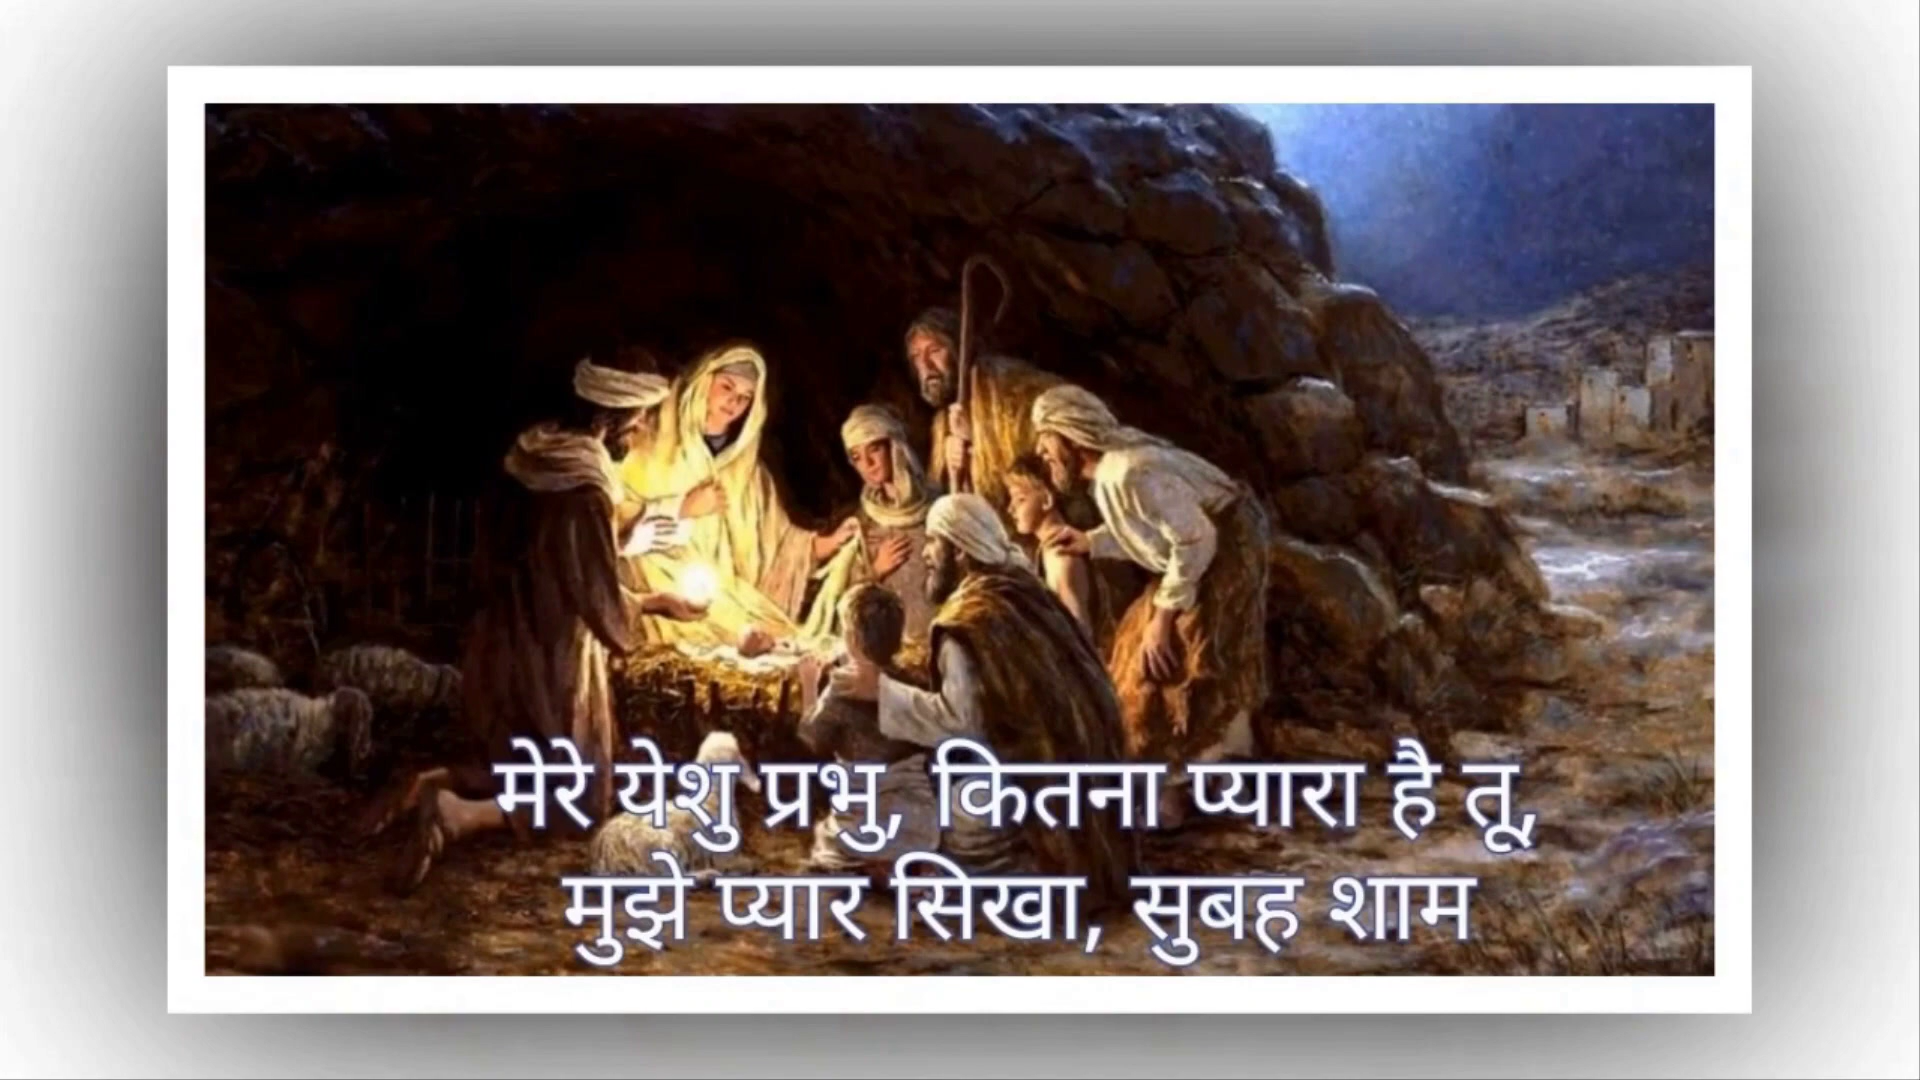 मेरे येशु प्रभु, कितना प्यारा है तू,
मुझे प्यार सिखा, सुबह शाम